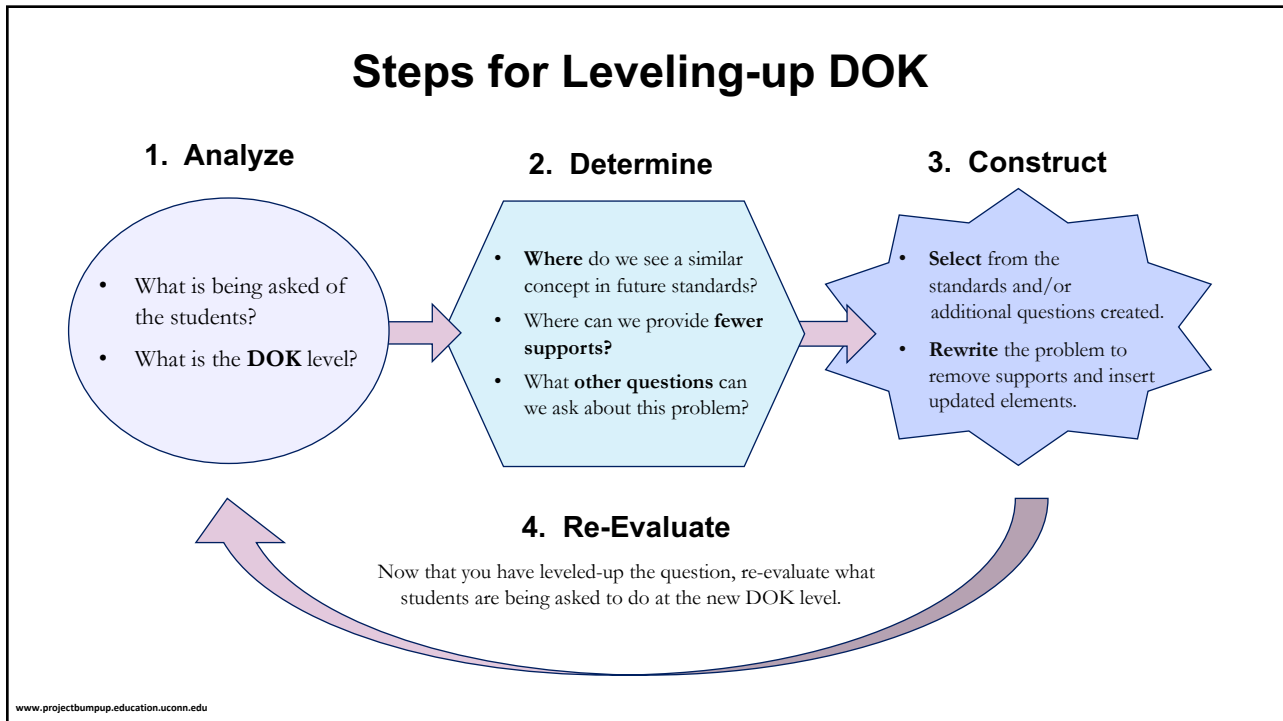 Steps for Leveling-up DOK
1. Analyze
• What is being asked of
the students?
• What is the DOK level?
2. Determine
• Where do we see a similar
concept in future standards?
• Where can we provide fewer
supports?
• What other questions can
we ask about this problem?
3. Construct
• Select from the
standards and/or
additional questions created.
• Rewrite the problem to
remove supports and insert
updated elements.
4. Re-Evaluate
Now that you have leveled-up the question, re-evaluate what
students are being asked to do at the new DOK level.
www.projectbumpup.education.uconn.edu